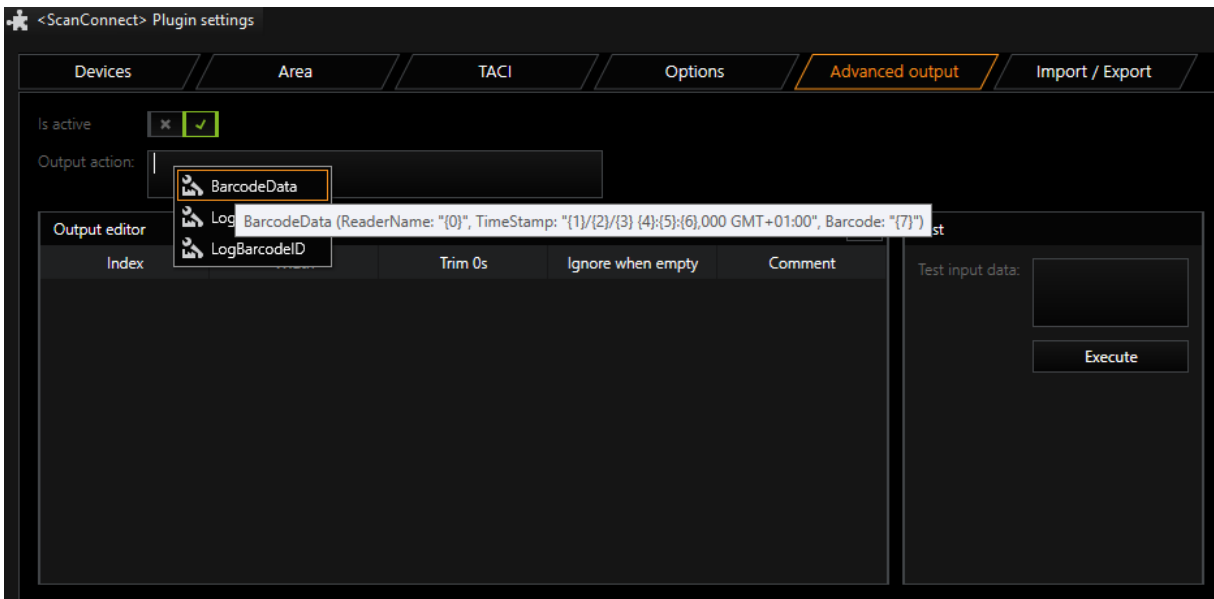 <ScanConnect> Plugin settings
Devices
Area
TACI
Options
Advanced output
Import / Export
Is active
Output action:
BarcodeData
Log
BarcodeData (ReaderName: "{0}", TimeStamp: "{1}/{2}/{3} {4}:{5}:{6},000 GMT+01:00", Barcode: "{7}")
LogBarcodeID
Output editor
st
Index
Trim 0s
Ignore when empty
Comment
Test input data:
Execute